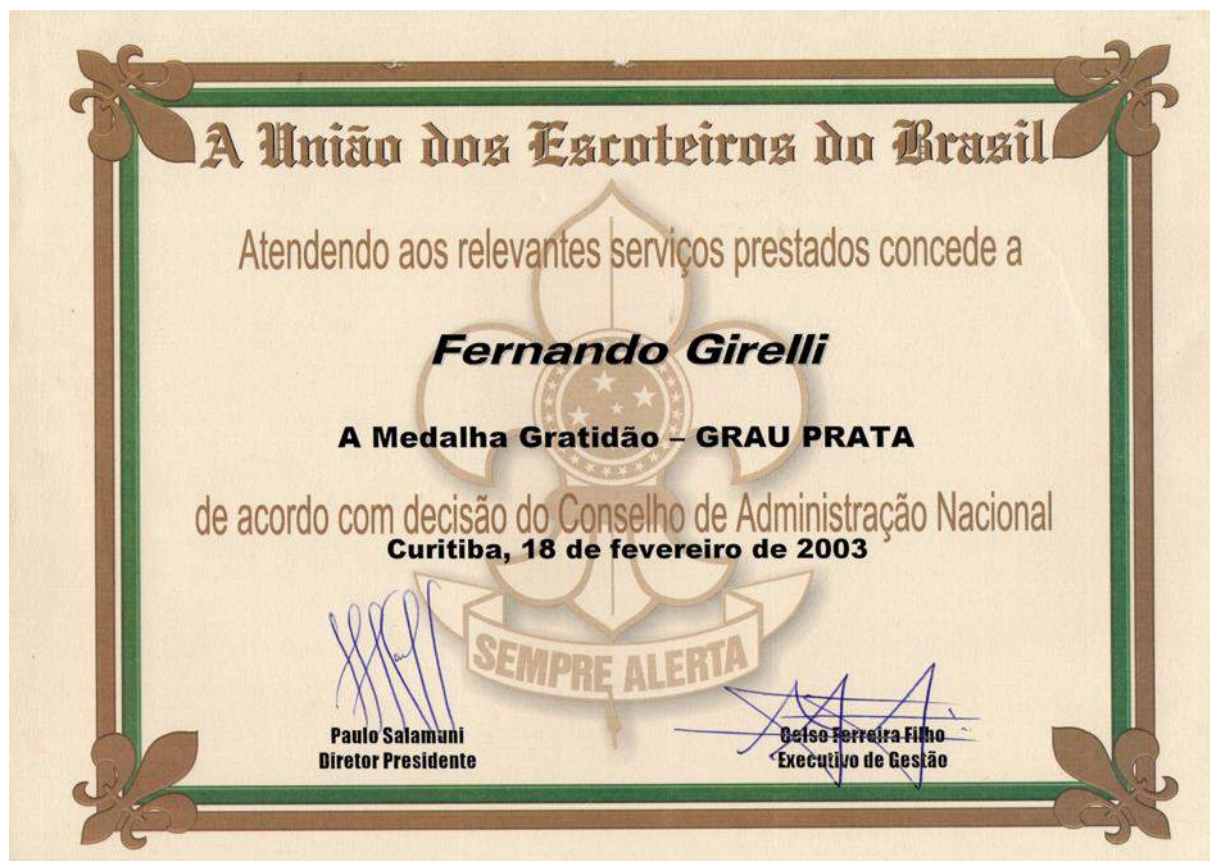 A União dos Escoteiros do Brasil
Atendendo aos relevantes serviços prestados concede a
Fernando Girelli
A Medalha Gratidão – GRAU PRATA
de acordo com decisão do Conselho de Administração Nacional
Curitiba, 18 de fevereiro de 2003
SEMPRE ALERTA
Paulo Salamuni
Diretor Presidente
Celso Ferreira Filho
Executivo de Gestão